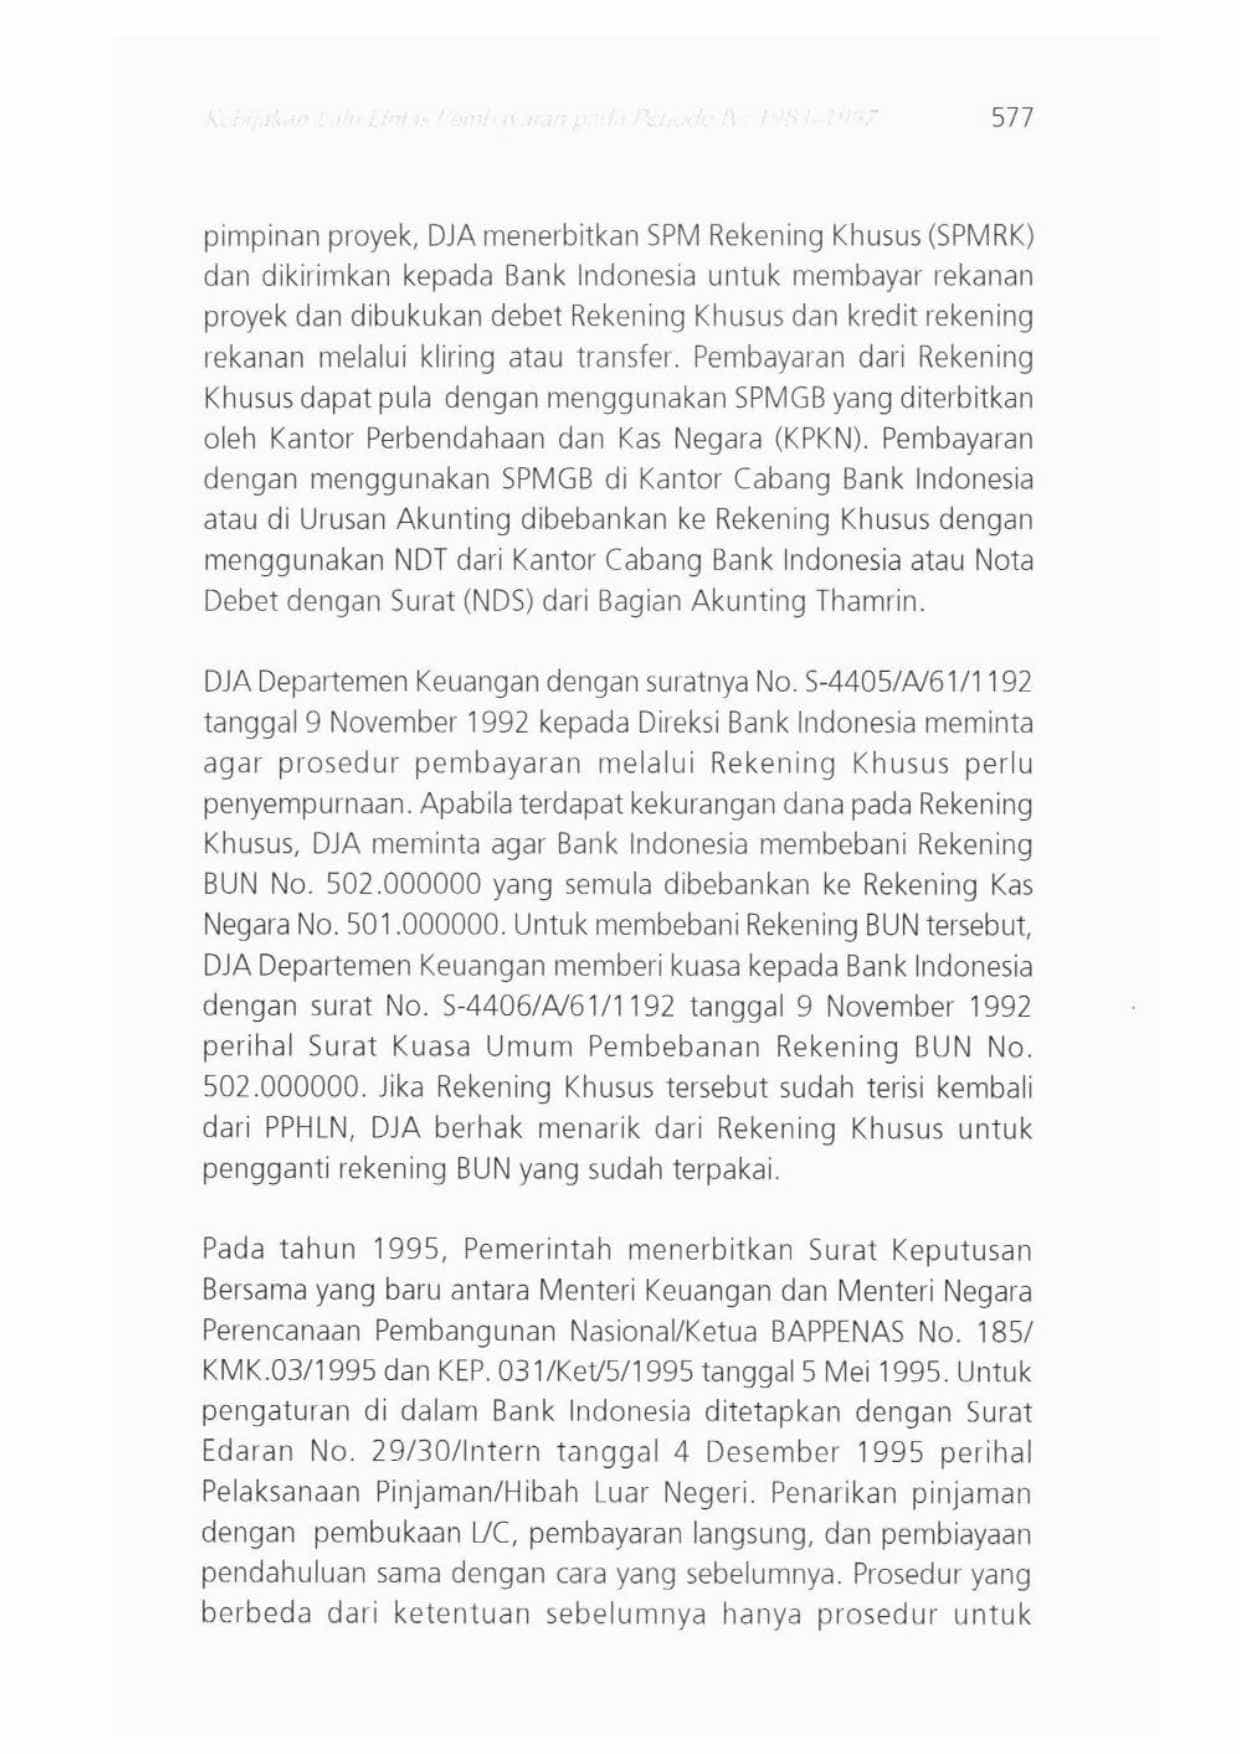 Kebijakan Lalu Lintas Pembayaran pada Periode 1983-1997 577
pimpinan proyek, DJA menerbitkan SPM Rekening Khusus (SPMRK)
dan dikirimkan kepada Bank Indonesia untuk membayar rekanan
proyek dan dibukukan debet Rekening Khusus dan kredit rekening
rekanan melalui kliring atau transfer. Pembayaran dari Rekening
Khusus dapat pula dengan menggunakan SPMGB yang diterbitkan
oleh Kantor Perbendahaan dan Kas Negara (KPKN). Pembayaran
dengan menggunakan SPMGB di Kantor Cabang Bank Indonesia
atau di Urusan Akunting dibebankan ke Rekening Khusus dengan
menggunakan NDT dari Kantor Cabang Bank Indonesia atau Nota
Debet dengan Surat (NDS) dari Bagian Akunting Thamrin.
DJA Departemen Keuangan dengan suratnya No. S-4405/A/61/1192
tanggal 9 November 1992 kepada Direksi Bank Indonesia meminta
agar prosedur pembayaran melalui Rekening Khusus perlu
penyempurnaan. Apabila terdapat kekurangan dana pada Rekening
Khusus, DJA meminta agar Bank Indonesia membebani Rekening
BUN No. 502.000000 yang semula dibebankan ke Rekening Kas
Negara No. 501.000000. Untuk membebani Rekening BUN tersebut,
DJA Departemen Keuangan memberi kuasa kepada Bank Indonesia
dengan surat No. S-4406/A/61/1192 tanggal 9 November 1992
perihal Surat Kuasa Umum Pembebanan Rekening BUN No.
502.000000. Jika Rekening Khusus tersebut sudah terisi kembali
dari PPHLN, DJA berhak menarik dari Rekening Khusus untuk
pengganti rekening BUN yang sudah terpakai.
Pada tahun 1995, Pemerintah menerbitkan Surat Keputusan
Bersama yang baru antara Menteri Keuangan dan Menteri Negara
Perencanaan Pembangunan Nasional/Ketua BAPPENAS No. 185/
KMK.03/1995 dan KEP. 031/Ket/5/1995 tanggal 5 Mei 1995. Untuk
pengaturan di dalam Bank Indonesia ditetapkan dengan Surat
Edaran No. 29/30/Intern tanggal 4 Desember 1995 perihal
Pelaksanaan Pinjaman/Hibah Luar Negeri. Penarikan pinjaman
dengan pembukaan L/C, pembayaran langsung, dan pembiayaan
pendahuluan sama dengan cara yang sebelumnya. Prosedur yang
berbeda dari ketentuan sebelumnya hanya prosedur untuk